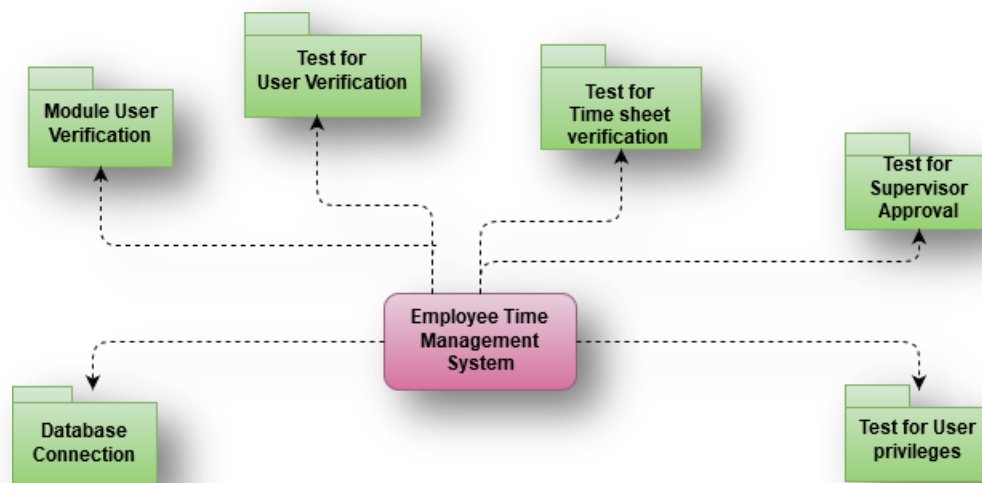 Test for
User Verification
Test for
Time sheet
verification
Module User
Verification
Test for
Supervisor
Approval
Employee Time
Management
System
Database
Connection
Test for User
privileges